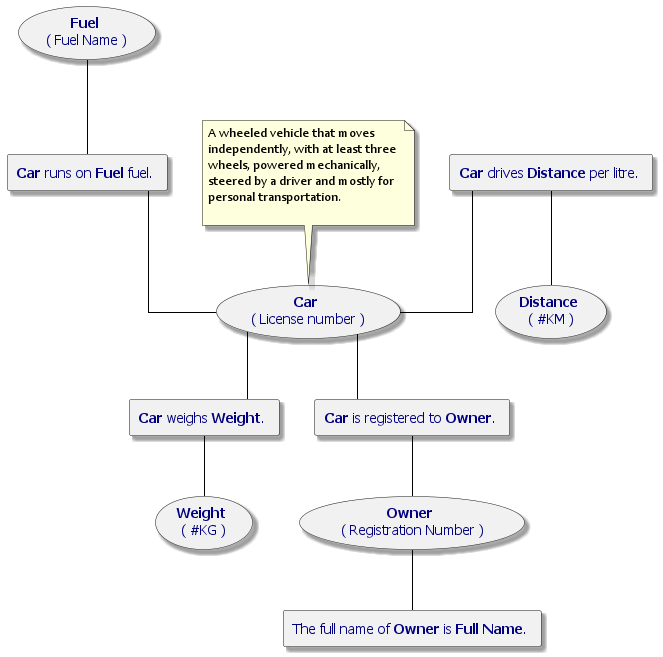 Fuel
( Fuel Name )
A wheeled vehicle that moves
independently, with at least three
wheels, powered mechanically,
steered by a driver and mostly for
personal transportation.
Car runs on Fuel fuel.
Car drives Distance per litre.
Car
( License number )
Distance
( #KM )
Car weighs Weight.
Car is registered to Owner.
Weight
( #KG )
Owner
( Registration Number )
The full name of Owner is Full Name.